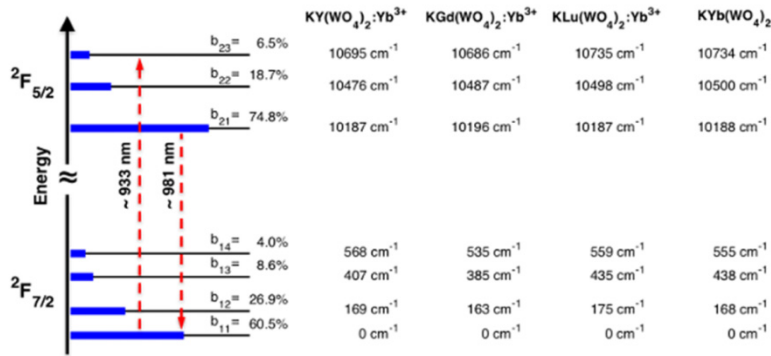 KY(WO₄)₂:Yb³⁺ KGd(WO₄)₂:Yb³⁺ KLu(WO₄)₂:Yb³⁺ KYb(WO₄)₂
b₂₃= 6.5% 10695 cm⁻¹ 10686 cm⁻¹ 10735 cm⁻¹ 10734 cm⁻¹
²F₅/₂
b₂₂= 18.7% 10476 cm⁻¹ 10487 cm⁻¹ 10498 cm⁻¹ 10500 cm⁻¹
b₂₁= 74.8% 10187 cm⁻¹ 10196 cm⁻¹ 10187 cm⁻¹ 10188 cm⁻¹
Energy
≈
~ 933 nm
~ 981 nm
b₁₄= 4.0% 568 cm⁻¹ 535 cm⁻¹ 559 cm⁻¹ 555 cm⁻¹
b₁₃= 8.6% 407 cm⁻¹ 385 cm⁻¹ 435 cm⁻¹ 438 cm⁻¹
²F₇/₂
b₁₂= 26.9% 169 cm⁻¹ 163 cm⁻¹ 175 cm⁻¹ 168 cm⁻¹
b₁₁= 60.5% 0 cm⁻¹ 0 cm⁻¹ 0 cm⁻¹ 0 cm⁻¹